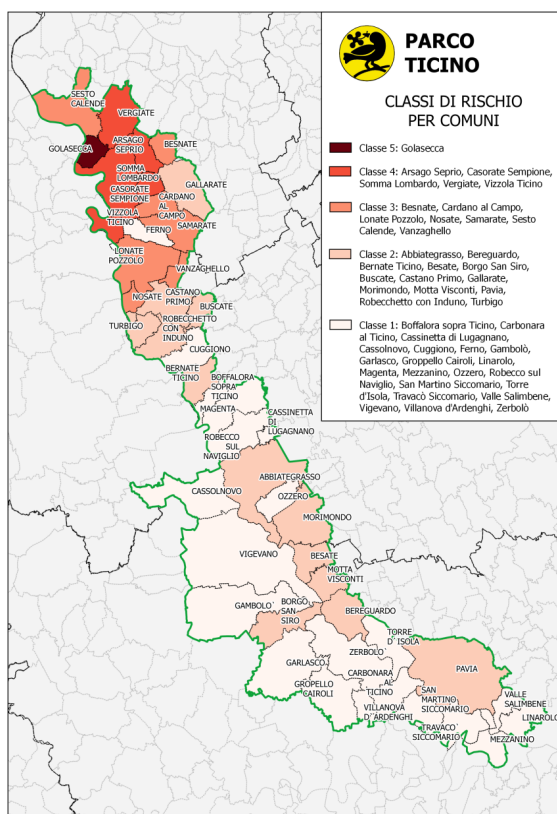 PARCO
TICINO
CLASSI DI RISCHIO
PER COMUNI
Classe 5: Golasecca
Classe 4: Arsago Seprio, Casorate Sempione,
Somma Lombardo, Vergiate, Vizzola Ticino
Classe 3: Besnate, Cardano al Campo,
Lonate Pozzolo, Nosate, Samarate, Sesto
Calende, Vanzaghello
Classe 2: Abbiategrasso, Bereguardo,
Bernate Ticino, Besate, Borgo San Siro,
Buscate, Castano Primo, Gallarate,
Morimondo, Motta Visconti, Pavia,
Robecchetto con Induno, Turbigo
Classe 1: Boffalora sopra Ticino, Carbonara
al Ticino, Cassinetta di Lugagnano,
Cassolnovo, Cuggiono, Ferno, Gambolò,
Garlasco, Groppello Cairoli, Linarolo,
Magenta, Mezzanino, Ozzero, Robecco sul
Naviglio, San Martino Siccomario, Torre
d'Isola, Travacò Siccomario, Valle Salimbene,
Vigevano, Villanova d'Ardenghi, Zerbolò
SESTO
CALENDE
VERGIATE
GOLASECCA
ARSAGO
SEPRIO
BESNATE
SOMMA
LOMBARDO
GALLARATE
CASORATE
SEMPIONE
CARDANO
AL
CAMPO
VIZZOLA
TICINO
FERNO
SAMARATE
LONATE
POZZOLO
VANZAGHELLO
NOSATE
CASTANO
PRIMO
BUSCATE
TURBIGO
ROBECCHETTO
CON
INDUNO
CUGGIONO
BERNATE
TICINO
BOFFALORA
SOPRA
TICINO
MAGENTA
CASSINETTA
DI
LUGAGNANO
ROBECCO
SUL
NAVIGLIO
ABBIATEGRASSO
CASSOLNOVO
OZZERO
MORIMONDO
VIGEVANO
BESATE
MOTTA
VISCONTI
GAMBOLO`
BORGO
SAN
SIRO
BEREGUARDO
TORRE
D`ISOLA
ZERBOLO`
GARLASCO
CARBONARA
AL
TICINO
PAVIA
GROPELLO
CAIROLI
SAN
MARTINO
SICCOMARIO
VALLE
SALIMBENE
VILLANOVA
D`ARDENGHI
LINAROLO
TRAVACO`
SICCOMARIO
MEZZANINO